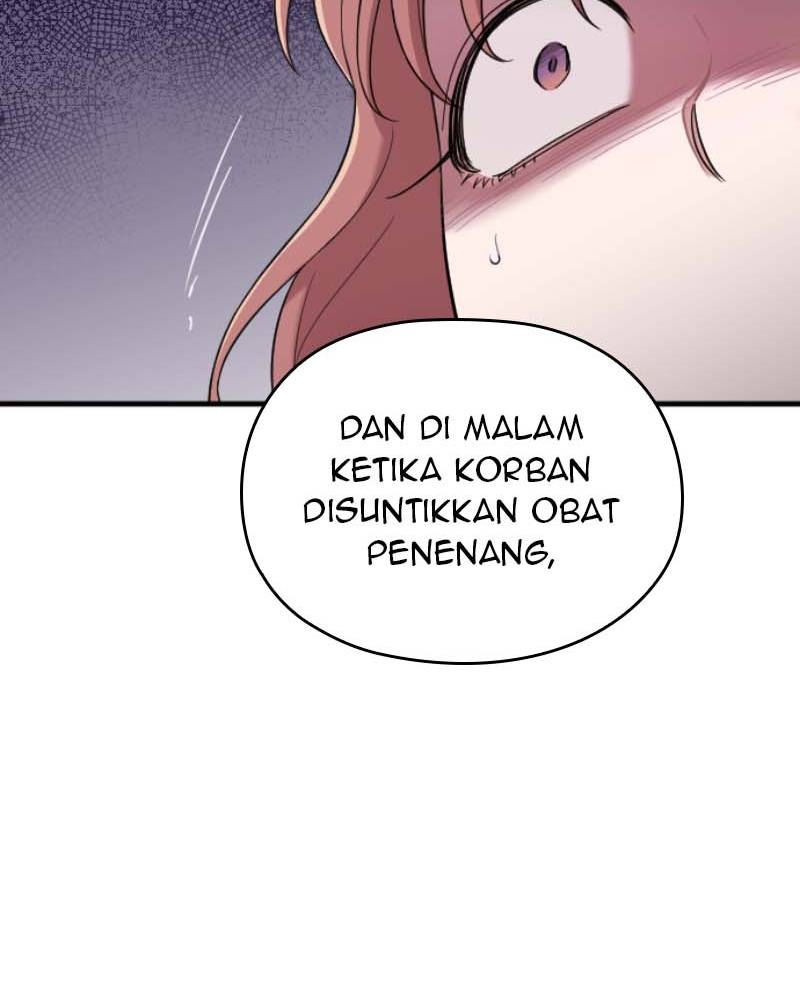 DAN DI MALAM
KETIKA KORBAN
DISUNTIKKAN OBAT
PENENANG,